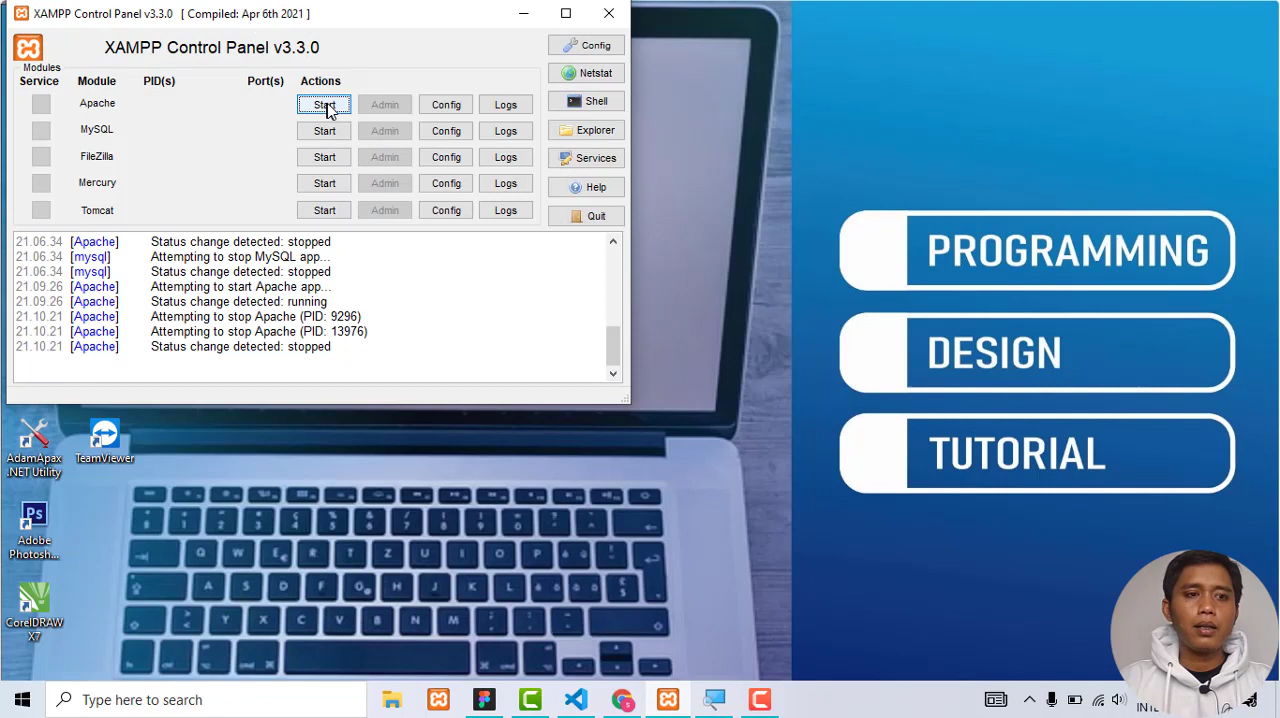 XAMPP Control Panel v3.3.0 [ Compiled: Apr 6th 2021 ]
XAMPP Control Panel v3.3.0
Config
Modules
Service Module PID(s) Port(s) Actions
Netstat
Apache Start Admin Config Logs
Shell
MySQL Start Admin Config Logs
Explorer
FileZilla Start Admin Config Logs
Services
Mercury Start Admin Config Logs
Help
Tomcat Start Admin Config Logs
Quit
21.06.34 [Apache] Status change detected: stopped
21.06.34 [mysql] Attempting to stop MySQL app...
21.06.34 [mysql] Status change detected: stopped
21.09.26 [Apache] Attempting to start Apache app...
21.09.26 [Apache] Status change detected: running
21.10.21 [Apache] Attempting to stop Apache (PID: 9296)
21.10.21 [Apache] Attempting to stop Apache (PID: 13976)
21.10.21 [Apache] Status change detected: stopped
PROGRAMMING
DESIGN
TUTORIAL
AdamApax
.NET Utility
TeamViewer
Ps
Adobe
Photosh...
CorelDRAW
X7
Type here to search